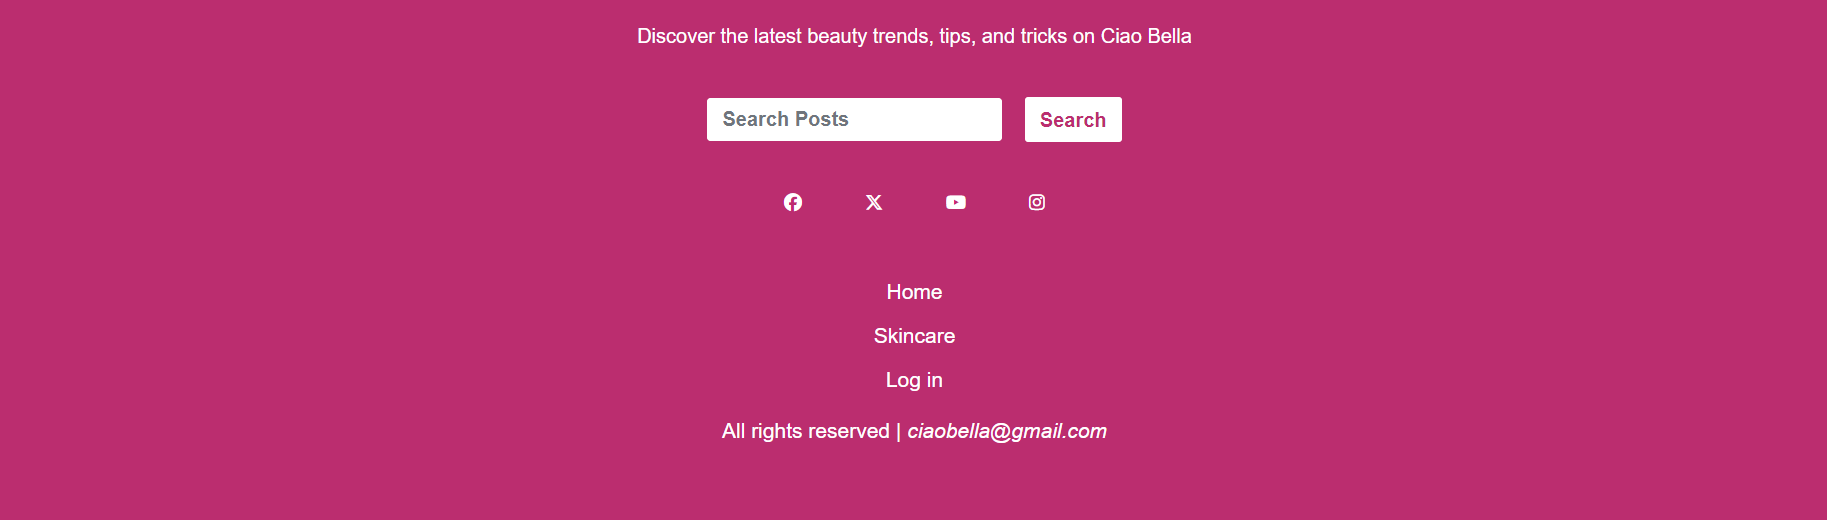 Discover the latest beauty trends, tips, and tricks on Ciao Bella
Search Posts
Search
Home
Skincare
Log in
All rights reserved | ciaobella@gmail.com